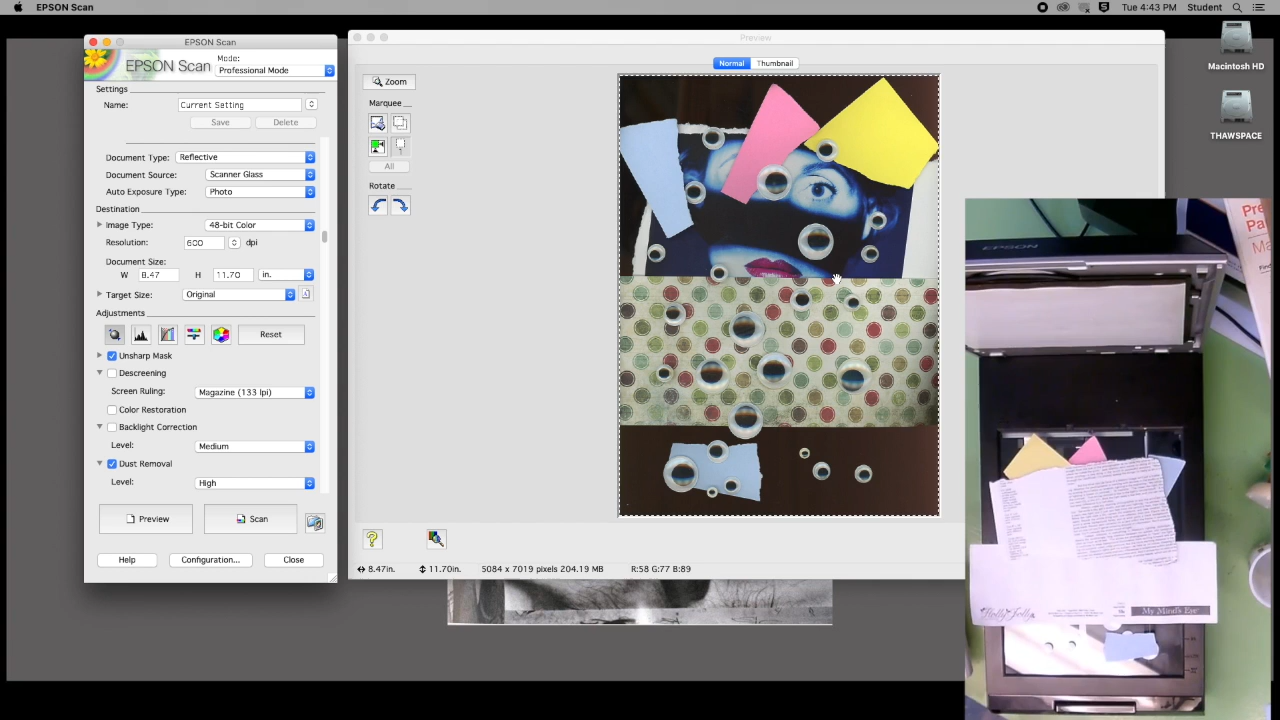 EPSON Scan
Tue 4:43 PM Student
EPSON Scan
EPSON Scan
Mode:
Professional Mode
Settings
Name: Current Setting
Save Delete
Document Type: Reflective
Document Source: Scanner Glass
Auto Exposure Type: Photo
Destination
Image Type: 48-bit Color
Resolution: 600 dpi
Document Size:
W 8.47 H 11.70 in.
Target Size: Original
Adjustments
Reset
Unsharp Mask
Descreening
Screen Ruling: Magazine (133 lpi)
Color Restoration
Backlight Correction
Level: Medium
Dust Removal
Level: High
Preview Scan
Help Configuration... Close
Preview
Normal Thumbnail
Zoom
Marquee
All
Rotate
8.47in. 11.70in. 5084 x 7019 pixels 204.19 MB R:58 G:77 B:89
Macintosh HD
THAWSPACE
EPSON
Holly Jolly
My Mind's Eye